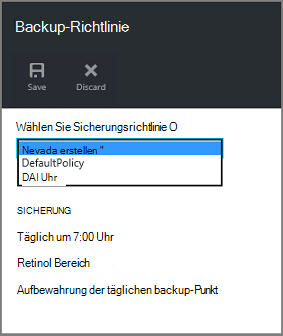 Backup-Richtlinie
Save Discard
Wählen Sie Sicherungsrichtlinie O
Nevada erstellen "
DefaultPolicy
DAI Uhr
SICHERUNG
Täglich um 7:00 Uhr
Retinol Bereich
Aufbewahrung der täglichen backup-Punkt